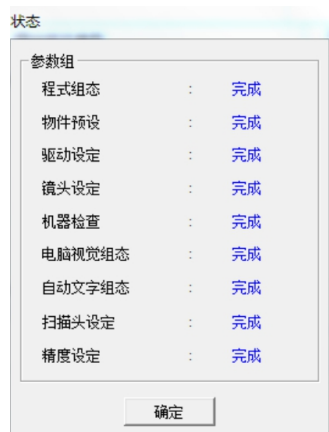 状态
参数组
程式组态 : 完成
物件预设 : 完成
驱动设定 : 完成
镜头设定 : 完成
机器检查 : 完成
电脑视觉组态 : 完成
自动文字组态 : 完成
扫描头设定 : 完成
精度设定 : 完成
确定